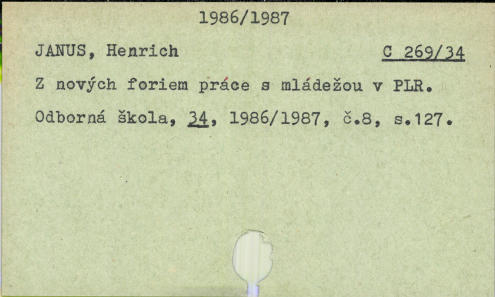 1986/1987
JANUS, Henrich C 269/34
Z nových foriem práce s mládežou v PLR.
Odborná škola, 34, 1986/1987, č.8, s.127.